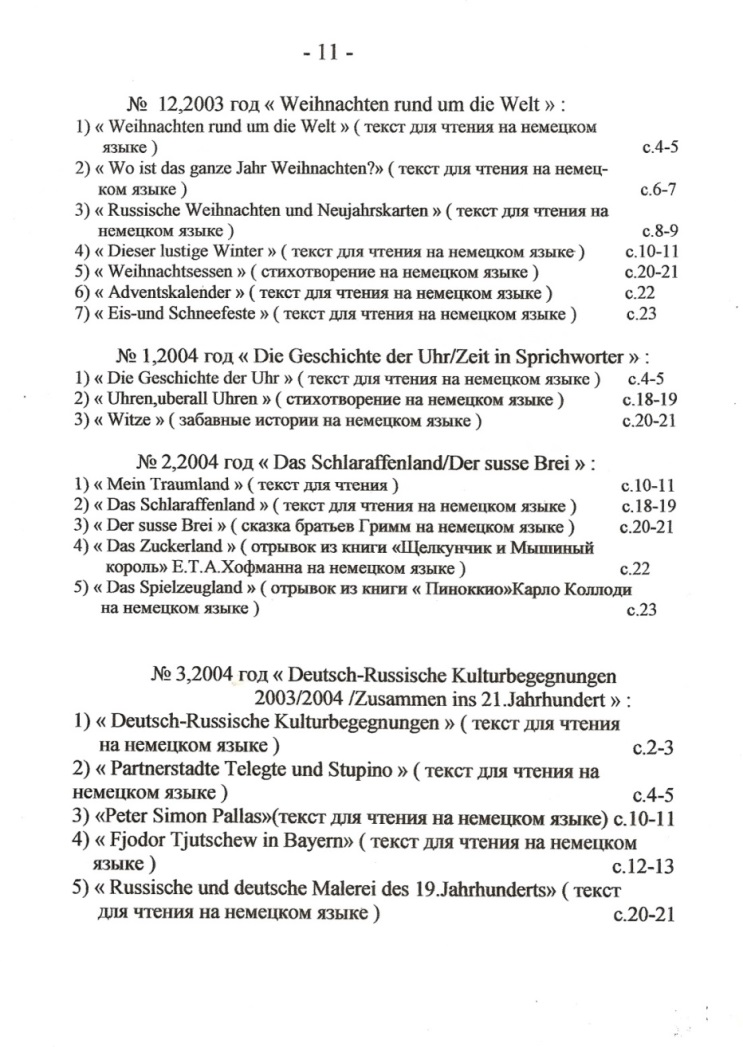 - 11 -
№ 12,2003 год « Weihnachten rund um die Welt » :
1) « Weihnachten rund um die Welt » ( текст для чтения на немецком
языке ) с.4-5
2) « Wo ist das ganze Jahr Weihnachten?» ( текст для чтения на немец-
ком языке ) с.6-7
3) « Russische Weihnachten und Neujahrskarten » ( текст для чтения на
немецком языке ) с.8-9
4) « Dieser lustige Winter » ( текст для чтения на немецком языке ) с.10-11
5) « Weihnachtsessen » ( стихотворение на немецком языке ) с.20-21
6) « Adventskalender » ( текст для чтения на немецком языке ) с.22
7) « Eis-und Schneefeste » ( текст для чтения на немецком языке ) с.23
№ 1,2004 год « Die Geschichte der Uhr/Zeit in Sprichworter » :
1) « Die Geschichte der Uhr » ( текст для чтения на немецком языке ) с.4-5
2) « Uhren,uberall Uhren » ( стихотворение на немецком языке ) с.18-19
3) « Witze » ( забавные истории на немецком языке ) с.20-21
№ 2,2004 год « Das Schlaraffenland/Der susse Brei » :
1) « Mein Traumland » ( текст для чтения ) с.10-11
2) « Das Schlaraffenland » ( текст для чтения на немецком языке ) с.18-19
3) « Der susse Brei » ( сказка братьев Гримм на немецком языке ) с.20-21
4) « Das Zuckerland » ( отрывок из книги «Щелкунчик и Мышиный
король» Е.Т.А.Хофманна на немецком языке ) с.22
5) « Das Spielzeugland » ( отрывок из книги « Пиноккио»Карло Коллоди
на немецком языке ) с.23
№ 3,2004 год « Deutsch-Russische Kulturbegegnungen
2003/2004 /Zusammen ins 21.Jahrhundert » :
1) « Deutsch-Russische Kulturbegegnungen » ( текст для чтения
на немецком языке ) с.2-3
2) « Partnerstadte Telegte und Stupino » ( текст для чтения на
немецком языке ) с.4-5
3) «Peter Simon Pallas»(текст для чтения на немецком языке) с.10-11
4) « Fjodor Tjutschew in Bayern» ( текст для чтения на немецком
языке ) с.12-13
5) « Russische und deutsche Malerei des 19.Jahrhunderts» ( текст
для чтения на немецком языке ) с.20-21